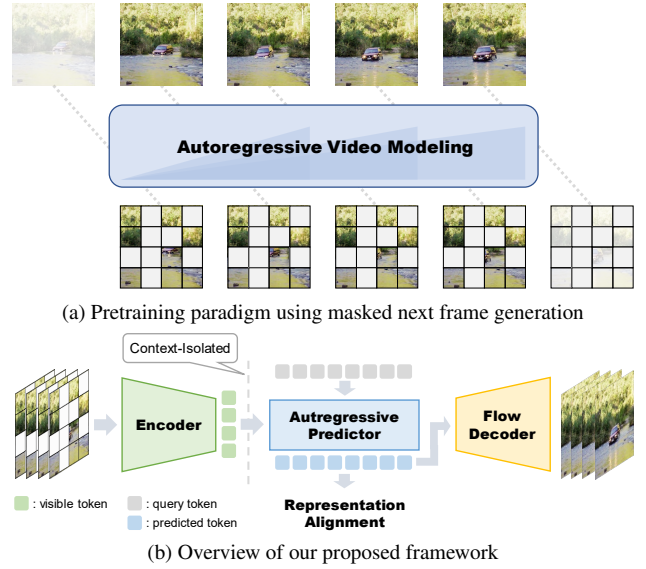 Autoregressive Video Modeling
(a) Pretraining paradigm using masked next frame generation
Context-Isolated
Encoder
Autregressive
Predictor
Flow
Decoder
: visible token
: query token
: predicted token
Representation
Alignment
(b) Overview of our proposed framework